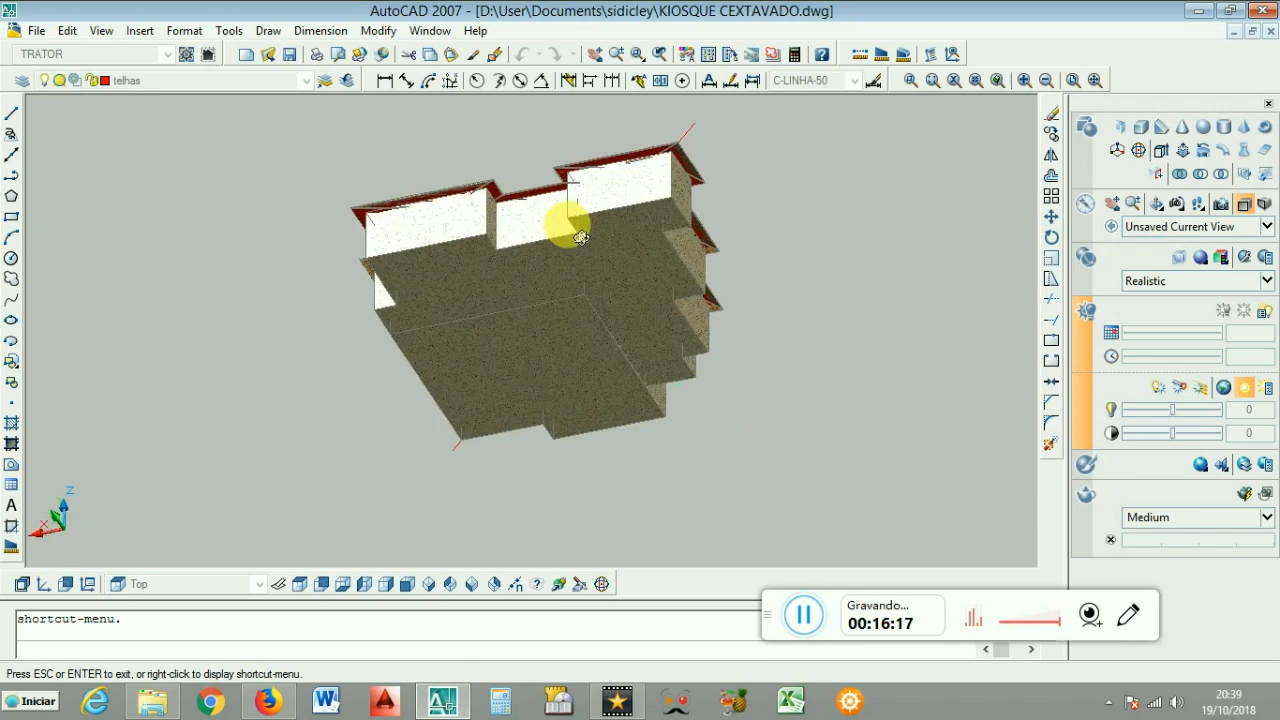 AutoCAD 2007 - [D:\User\Documents\sidicley\KIOSQUE CEXTAVADO.dwg]
File Edit View Insert Format Tools Draw Dimension Modify Window Help
TRATOR
telhas
C-LINHA-50
Unsaved Current View
Realistic
0
0
Medium
Z
X
Top
shortcut-menu.
Gravando...
00:16:17
Press ESC or ENTER to exit, or right-click to display shortcut-menu.
Iniciar
20:39
19/10/2018